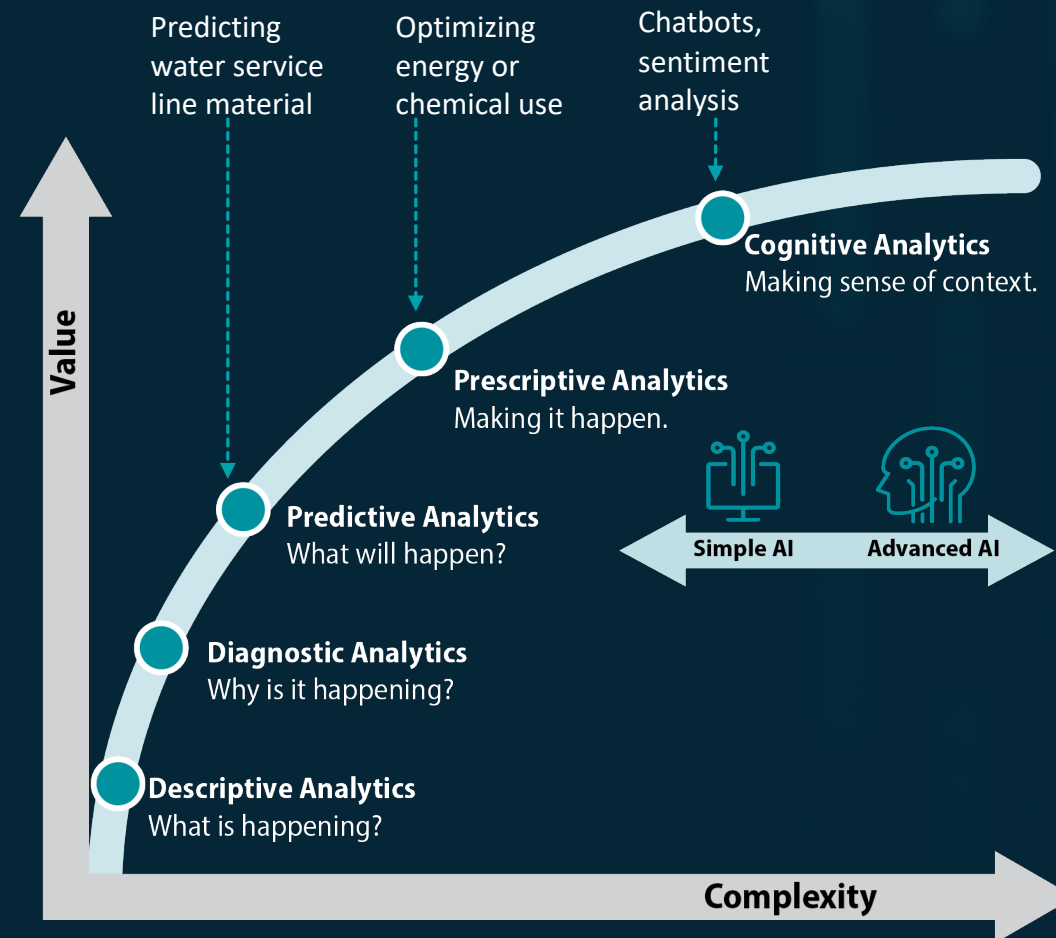 Predicting
water service
line material
Optimizing
energy or
chemical use
Chatbots,
sentiment
analysis
Value
Cognitive Analytics
Making sense of context.
Prescriptive Analytics
Making it happen.
Predictive Analytics
What will happen?
Simple AI
Advanced AI
Diagnostic Analytics
Why is it happening?
Descriptive Analytics
What is happening?
Complexity